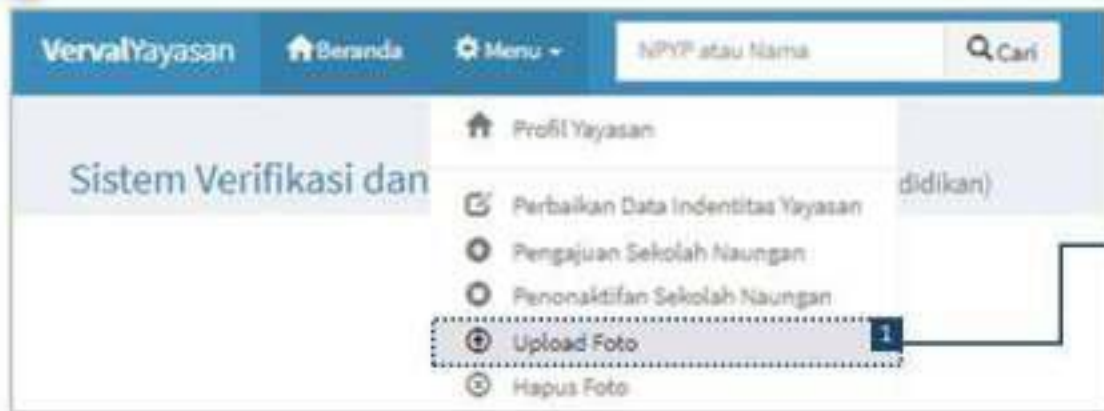 VervalYayasan Beranda Menu NPYP atau Nama Cari
Profil Yayasan
Sistem Verifikasi dan didikan)
Perbaikan Data Indentitas Yayasan
Pengajuan Sekolah Naungan
Penonaktifan Sekolah Naungan
Upload Foto 1
Hapus Foto